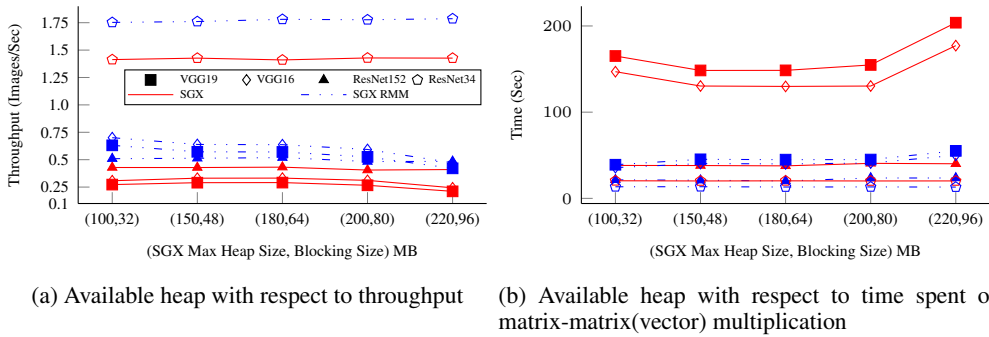 Throughput (Images/Sec)
1.75
1.5
1.25
1.0
0.75
0.5
0.25
0.1
VGG19 VGG16 ResNet152 ResNet34
SGX SGX RMM
(100,32) (150,48) (180,64) (200,80) (220,96)
(SGX Max Heap Size, Blocking Size) MB
(a) Available heap with respect to throughput
Time (Sec)
200
100
0
(100,32) (150,48) (180,64) (200,80) (220,96)
(SGX Max Heap Size, Blocking Size) MB
(b) Available heap with respect to time spent o
matrix-matrix(vector) multiplication